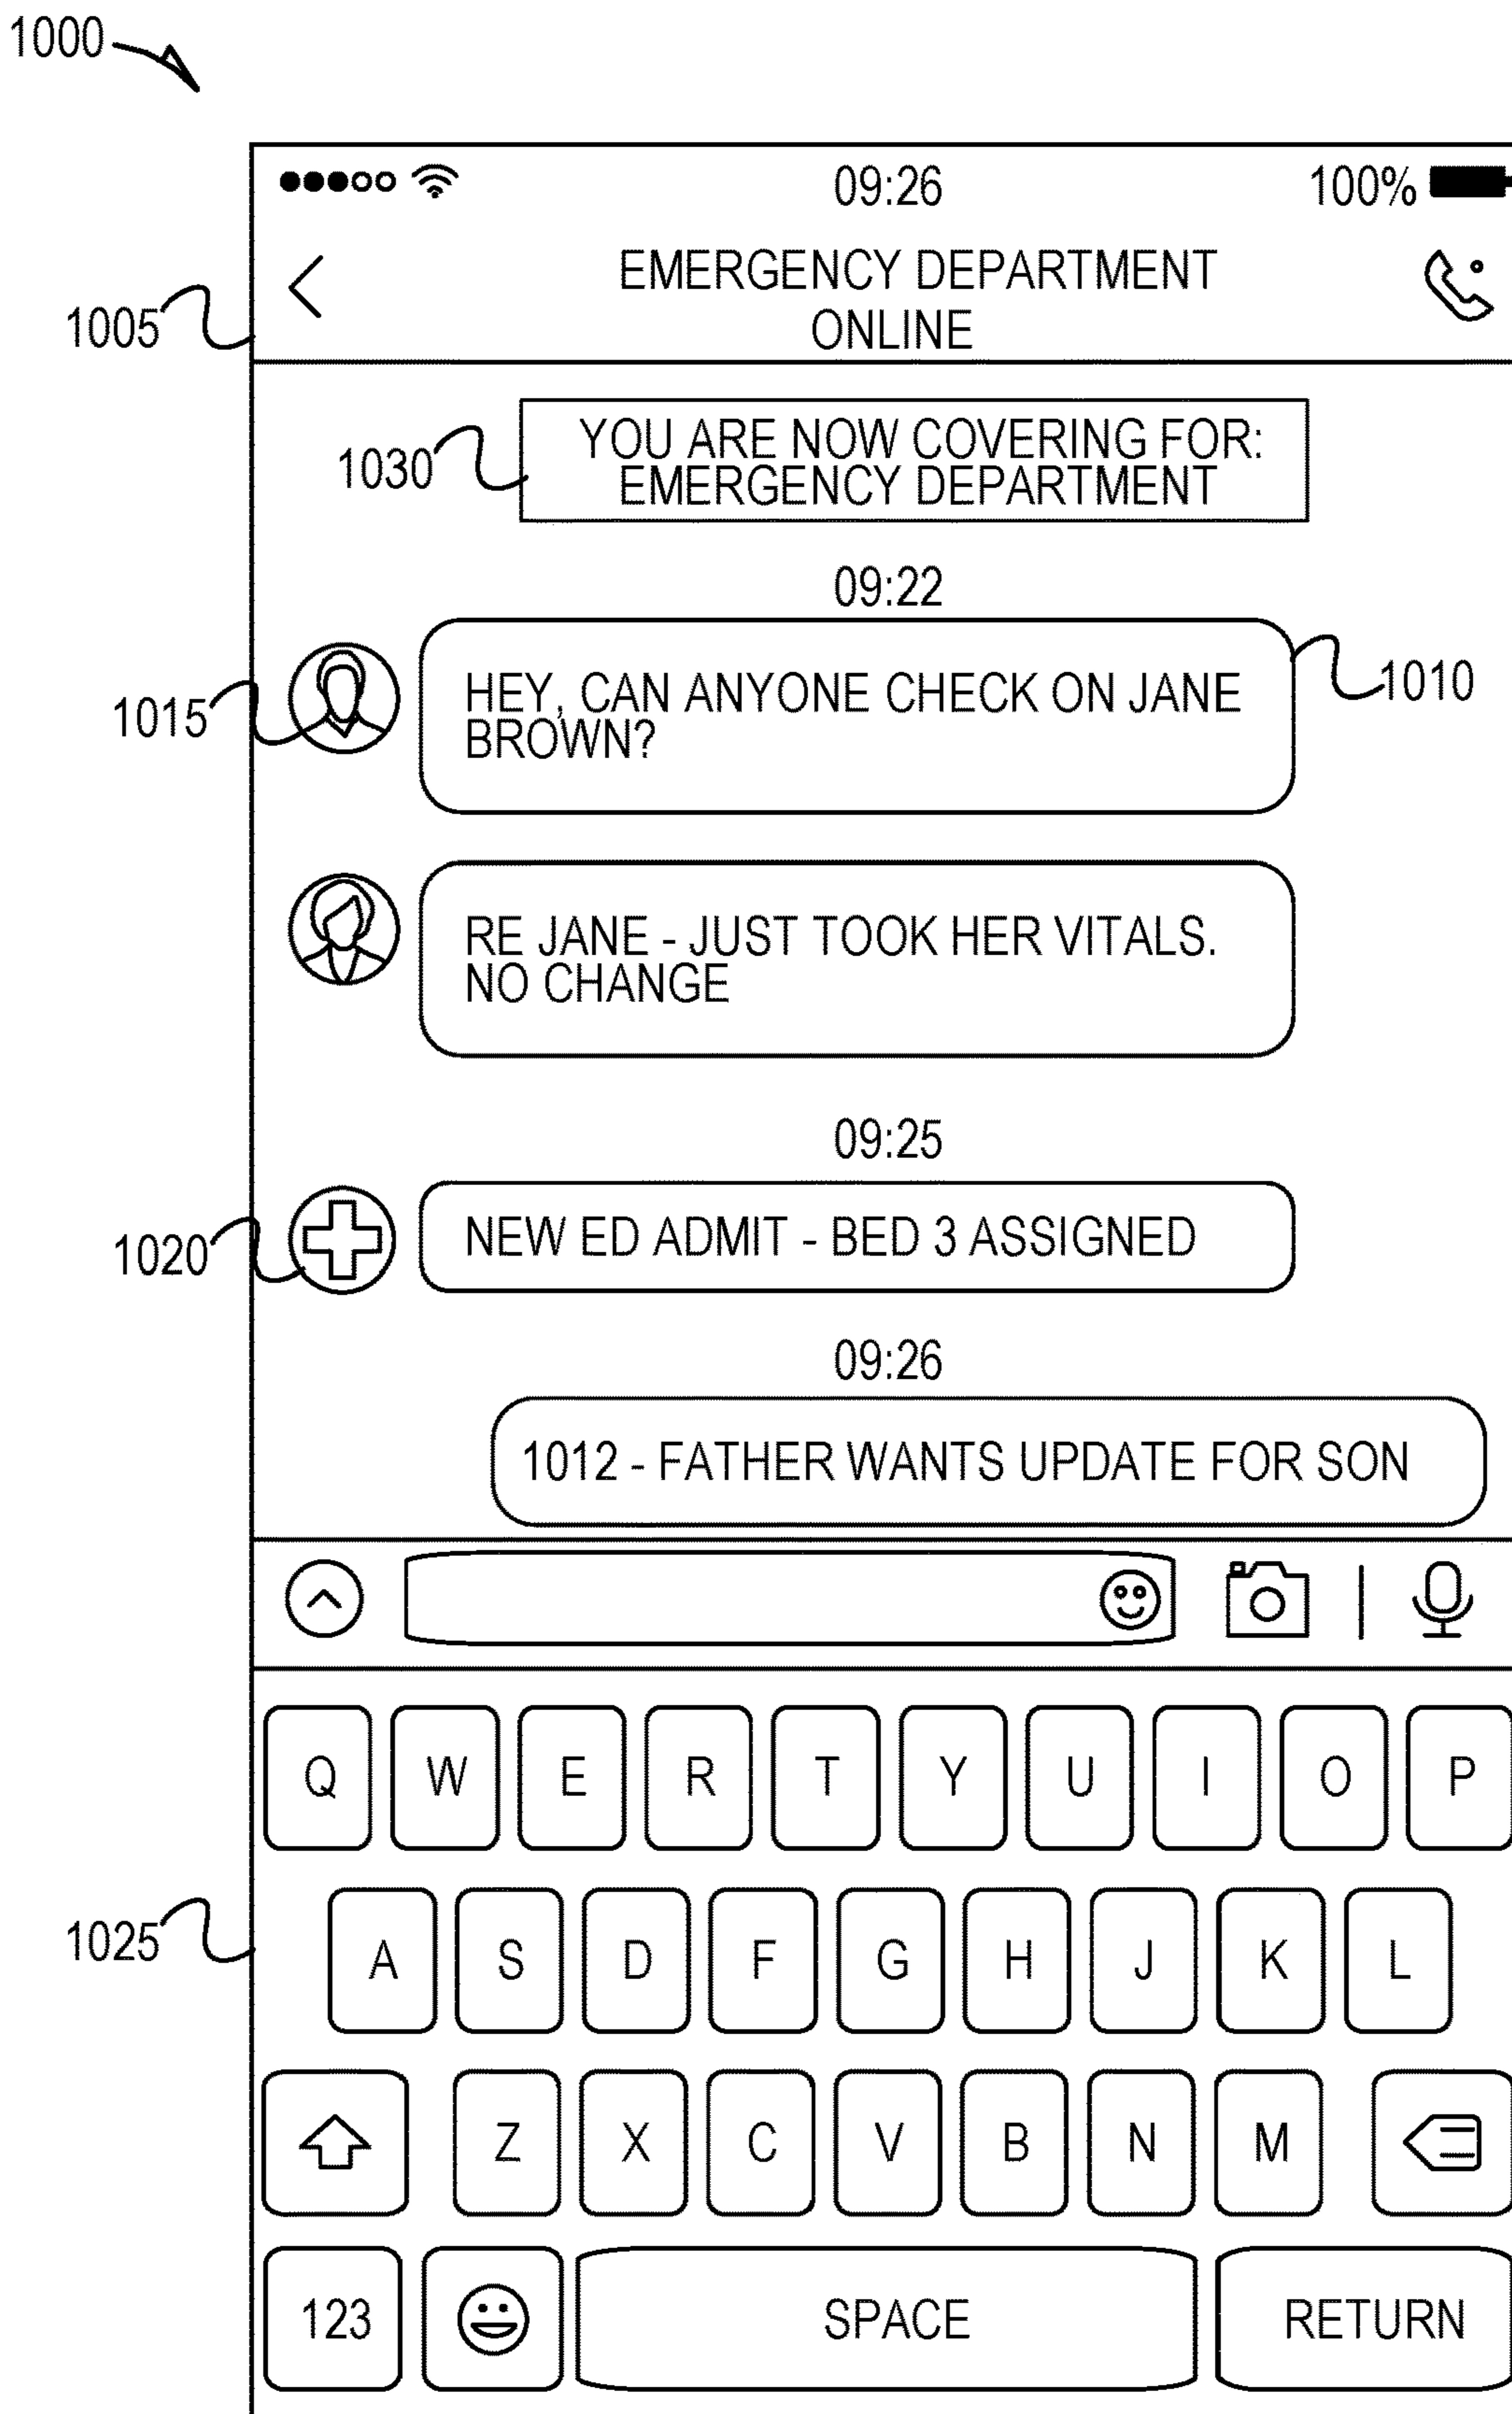 1000
09:26
100%
EMERGENCY DEPARTMENT
ONLINE
1005
YOU ARE NOW COVERING FOR:
EMERGENCY DEPARTMENT
1030
09:22
HEY, CAN ANYONE CHECK ON JANE
BROWN?
1010
1015
RE JANE - JUST TOOK HER VITALS.
NO CHANGE
09:25
NEW ED ADMIT - BED 3 ASSIGNED
1020
09:26
1012 - FATHER WANTS UPDATE FOR SON
Q W E R T Y U I O P
A S D F G H J K L
1025
Z X C V B N M
123 SPACE RETURN